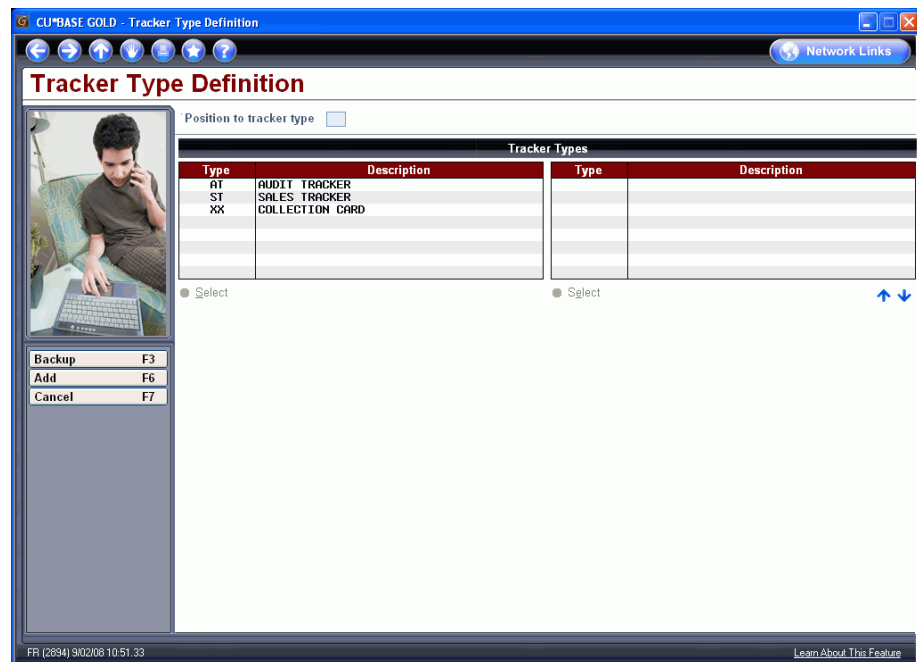 CU*BASE GOLD - Tracker Type Definition
Network Links
Tracker Type Definition
Position to tracker type
Tracker Types
Type Description Type Description
AT AUDIT TRACKER
ST SALES TRACKER
XX COLLECTION CARD
Select Select
Backup F3
Add F6
Cancel F7
FR (2894) 9/02/08 10:51.33 Learn About This Feature